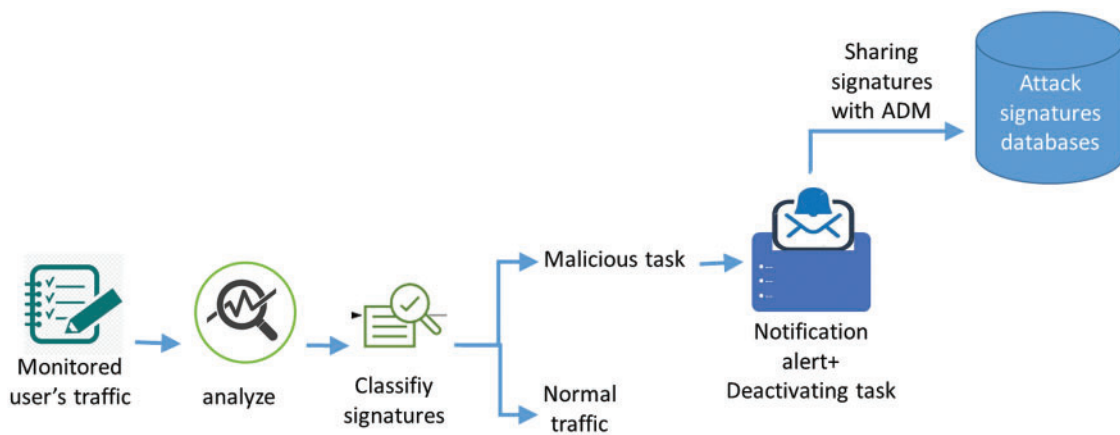 Monitored
user's traffic
analyze
Classifiy
signatures
Malicious task
Normal
traffic
Notification
alert+
Deactivating task
Sharing
signatures
with ADM
Attack
signatures
databases